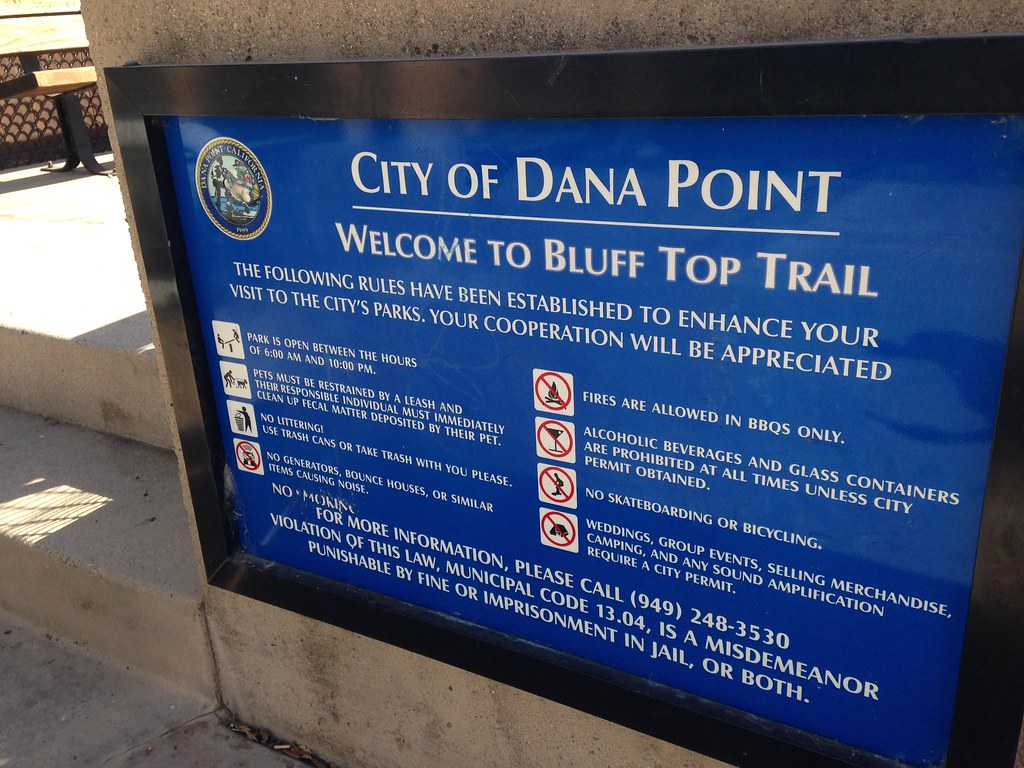 DANA POINT · CALIFORNIA
1989
CITY OF DANA POINT
WELCOME TO BLUFF TOP TRAIL
THE FOLLOWING RULES HAVE BEEN ESTABLISHED TO ENHANCE YOUR
VISIT TO THE CITY'S PARKS. YOUR COOPERATION WILL BE APPRECIATED
PARK IS OPEN BETWEEN THE HOURS
OF 6:00 AM AND 10:00 PM.
PETS MUST BE RESTRAINED BY A LEASH AND
THEIR RESPONSIBLE INDIVIDUAL MUST IMMEDIATELY
CLEAN UP FECAL MATTER DEPOSITED BY THEIR PET.
NO LITTERING!
USE TRASH CANS OR TAKE TRASH WITH YOU PLEASE.
NO GENERATORS, BOUNCE HOUSES, OR SIMILAR
ITEMS CAUSING NOISE.
NO MOKING
FIRES ARE ALLOWED IN BBQS ONLY.
ALCOHOLIC BEVERAGES AND GLASS CONTAINERS
ARE PROHIBITED AT ALL TIMES UNLESS CITY
PERMIT OBTAINED.
NO SKATEBOARDING OR BICYCLING.
WEDDINGS, GROUP EVENTS, SELLING MERCHANDISE,
CAMPING, AND ANY SOUND AMPLIFICATION
REQUIRE A CITY PERMIT.
FOR MORE INFORMATION, PLEASE CALL (949) 248-3530
VIOLATION OF THIS LAW, MUNICIPAL CODE 13.04, IS A MISDEMEANOR
PUNISHABLE BY FINE OR IMPRISONMENT IN JAIL, OR BOTH.